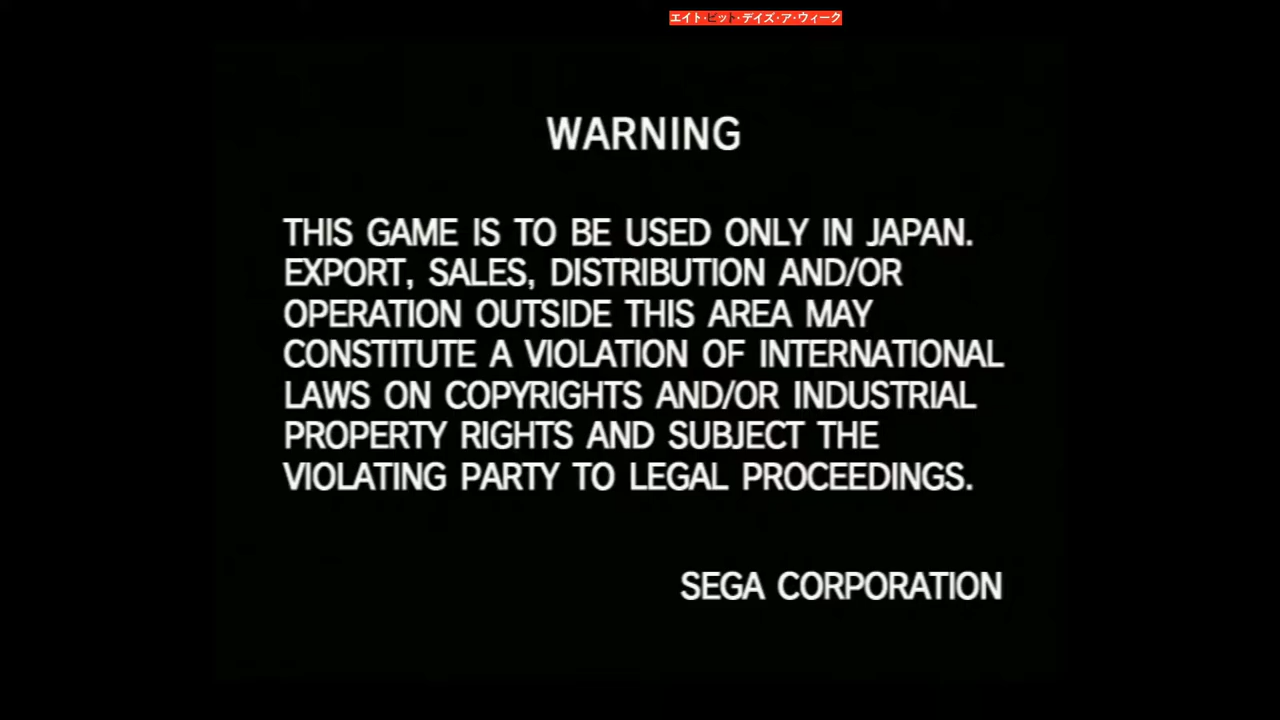 エイト・ビット・デイズ・ア・ウィーク
WARNING
THIS GAME IS TO BE USED ONLY IN JAPAN.
EXPORT, SALES, DISTRIBUTION AND/OR
OPERATION OUTSIDE THIS AREA MAY
CONSTITUTE A VIOLATION OF INTERNATIONAL
LAWS ON COPYRIGHTS AND/OR INDUSTRIAL
PROPERTY RIGHTS AND SUBJECT THE
VIOLATING PARTY TO LEGAL PROCEEDINGS.
SEGA CORPORATION